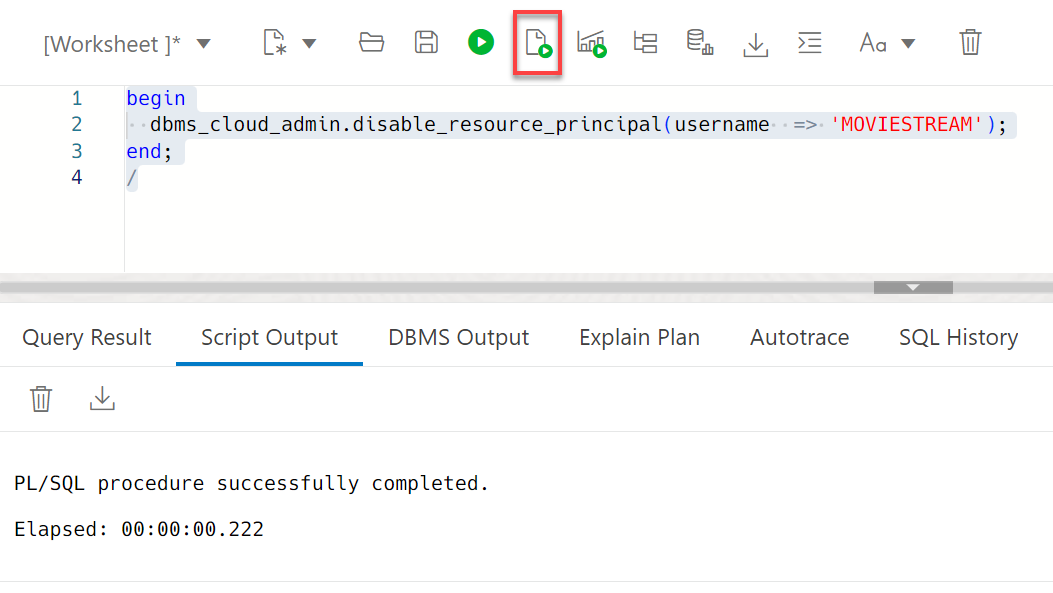 [Worksheet ]*
Aa
1 begin
2 dbms_cloud_admin.disable_resource_principal(username => 'MOVIESTREAM');
3 end;
4 /
Query Result Script Output DBMS Output Explain Plan Autotrace SQL History
PL/SQL procedure successfully completed.
Elapsed: 00:00:00.222